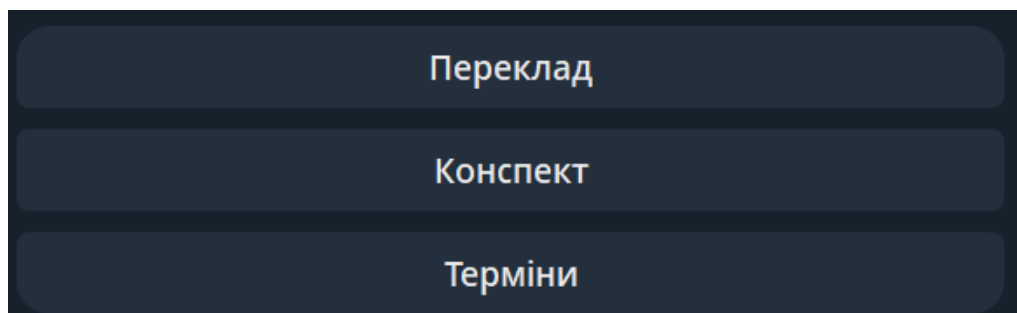 Переклад
Конспект
Терміни